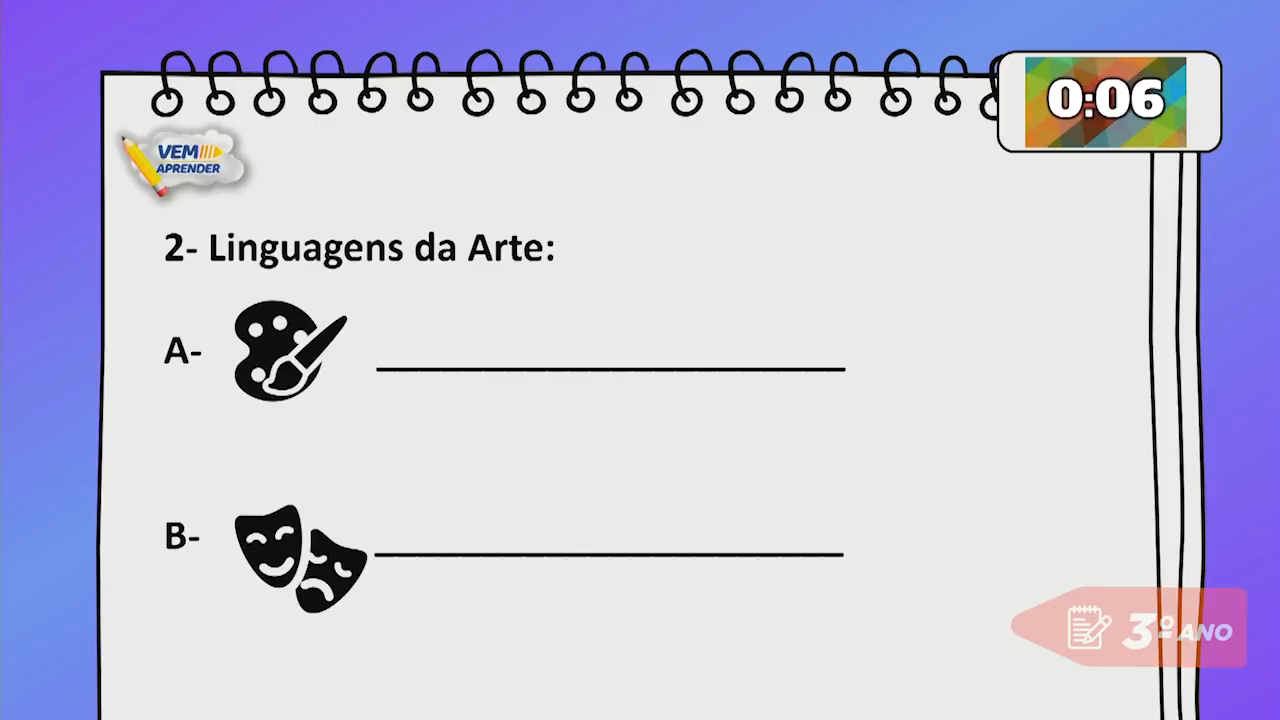 0:06
VEM
APRENDER
2- Linguagens da Arte:
A-
B-
3º ANO